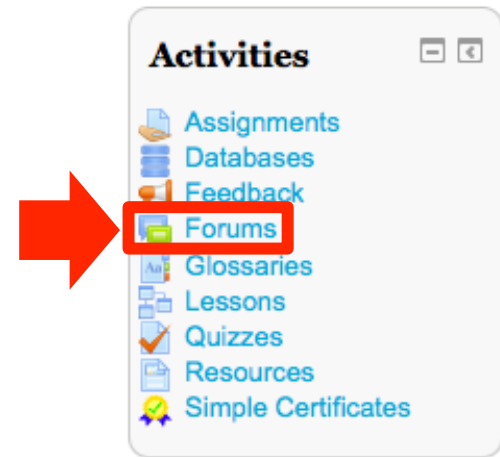 Activities
Assignments
Databases
Feedback
Forums
Glossaries
Lessons
Quizzes
Resources
Simple Certificates